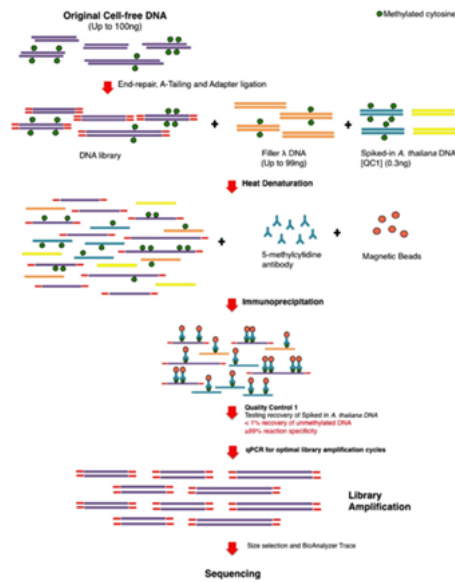 Original Cell-free DNA
(Up to 100ng)
Methylated cytosine
End-repair, A-Tailing and Adapter ligation
+
+
DNA library
Filler λ DNA
(Up to 99ng)
Spiked-in A. thaliana DNA
[QC1] (0.3ng)
Heat Denaturation
+
+
5-methylcytidine
antibody
Magnetic Beads
Immunoprecipitation
Quality Control 1
Testing recovery of Spiked in A. thaliana DNA
< 1% recovery of unmethylated DNA
≥99% reaction specificity
qPCR for optimal library amplification cycles
Library
Amplification
Size selection and BioAnalyzer Trace
Sequencing